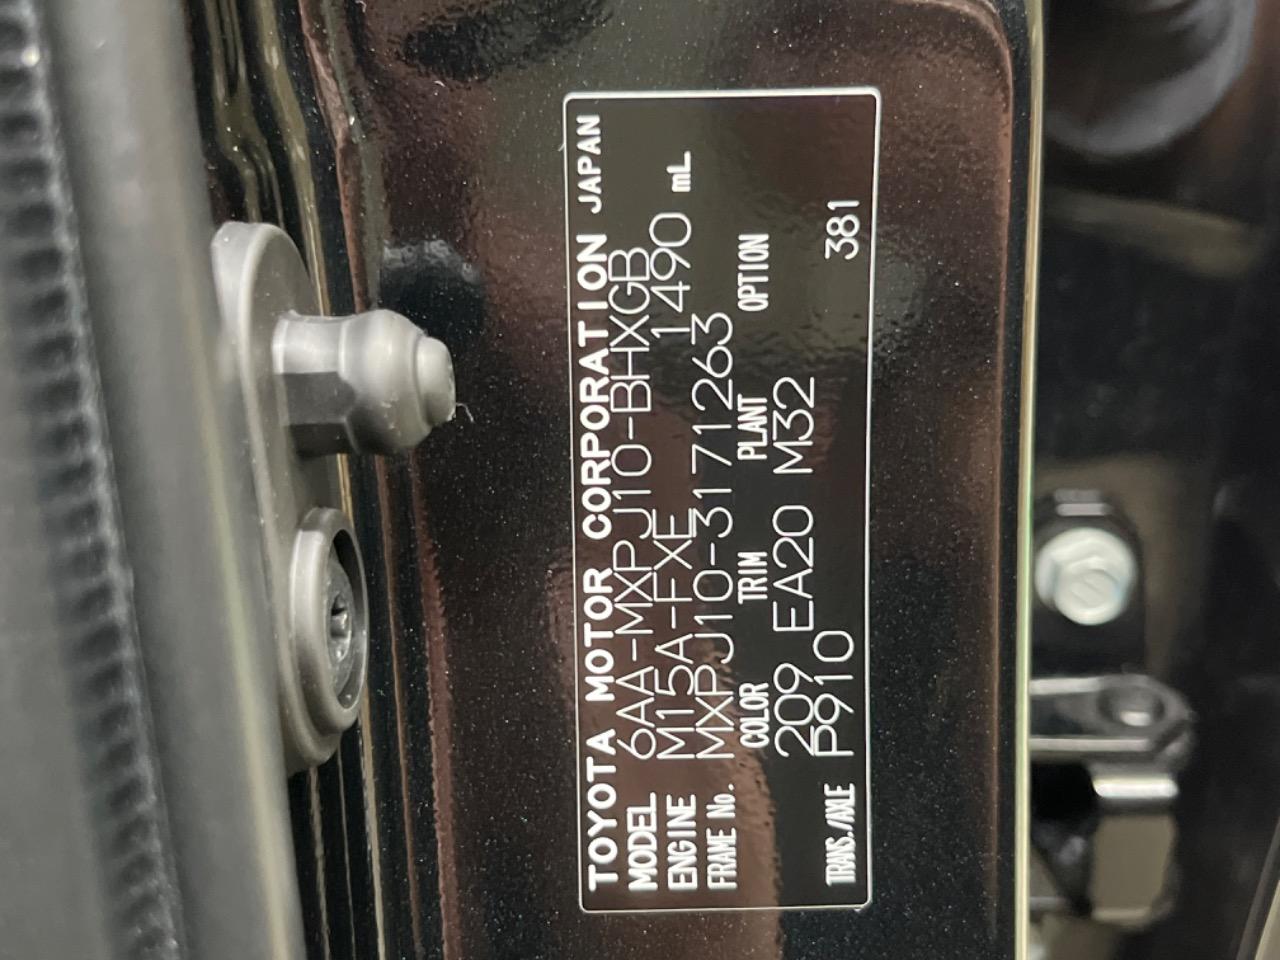 TOYOTA MOTOR CORPORATION JAPAN
MODEL 6AA-MXPJ10-BHXGB
ENGINE M15A-FXE 1490 mL
FRAME No. MXPJ10-3171263
COLOR TRIM PLANT OPTION
209 EA20 M32
TRANS./AXLE P910 381